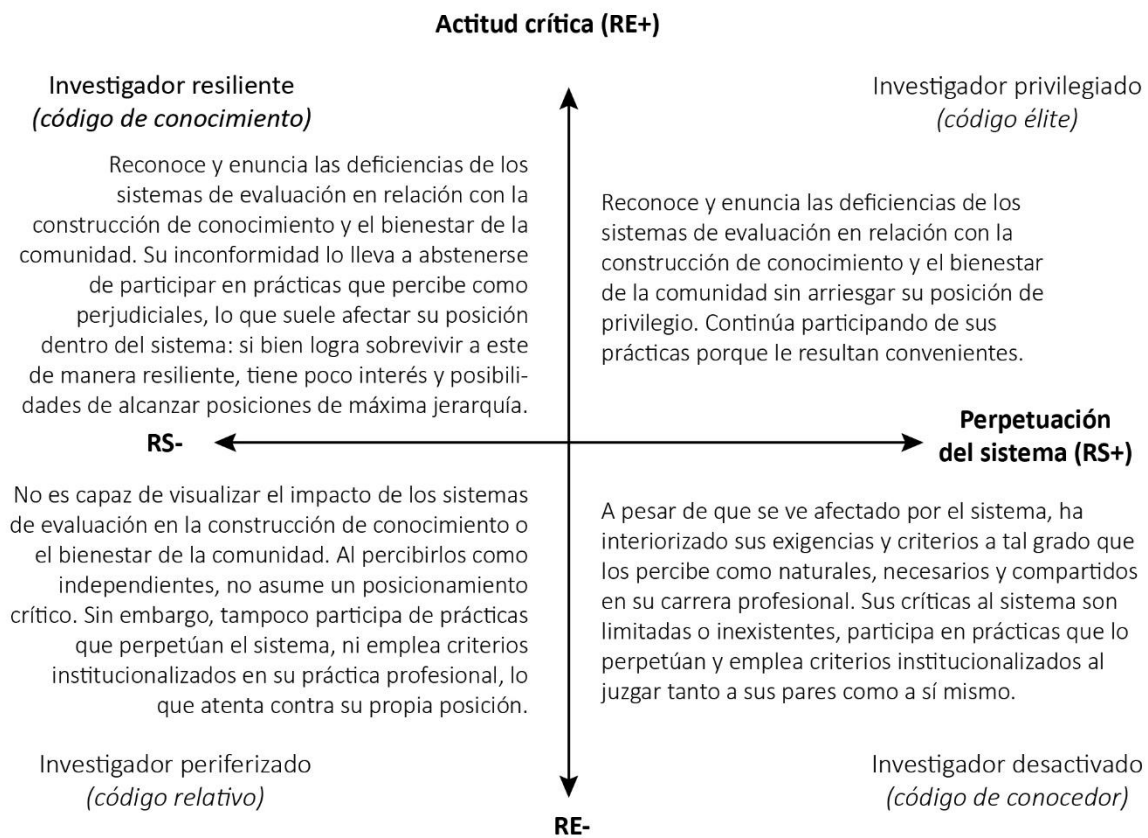 Actitud crítica (RE+)
Investigador resiliente
(código de conocimiento)
Reconoce y enuncia las deficiencias de los
sistemas de evaluación en relación con la
construcción de conocimiento y el bienestar de la
comunidad. Su inconformidad lo lleva a abstenerse
de participar en prácticas que percibe como
perjudiciales, lo que suele afectar su posición
dentro del sistema: si bien logra sobrevivir a este
de manera resiliente, tiene poco interés y posibili-
dades de alcanzar posiciones de máxima jerarquía.
Investigador privilegiado
(código élite)
Reconoce y enuncia las deficiencias de los
sistemas de evaluación en relación con la
construcción de conocimiento y el bienestar
de la comunidad sin arriesgar su posición de
privilegio. Continúa participando de sus
prácticas porque le resultan convenientes.
RS-
Perpetuación
del sistema (RS+)
No es capaz de visualizar el impacto de los sistemas
de evaluación en la construcción de conocimiento o
el bienestar de la comunidad. Al percibirlos como
independientes, no asume un posicionamiento
crítico. Sin embargo, tampoco participa de prácticas
que perpetúan el sistema, ni emplea criterios
institucionalizados en su práctica profesional, lo
que atenta contra su propia posición.
Investigador periferizado
(código relativo)
A pesar de que se ve afectado por el sistema, ha
interiorizado sus exigencias y criterios a tal grado que
los percibe como naturales, necesarios y compartidos
en su carrera profesional. Sus críticas al sistema son
limitadas o inexistentes, participa en prácticas que lo
perpetúan y emplea criterios institucionalizados al
juzgar tanto a sus pares como a sí mismo.
Investigador desactivado
(código de conocedor)
RE-